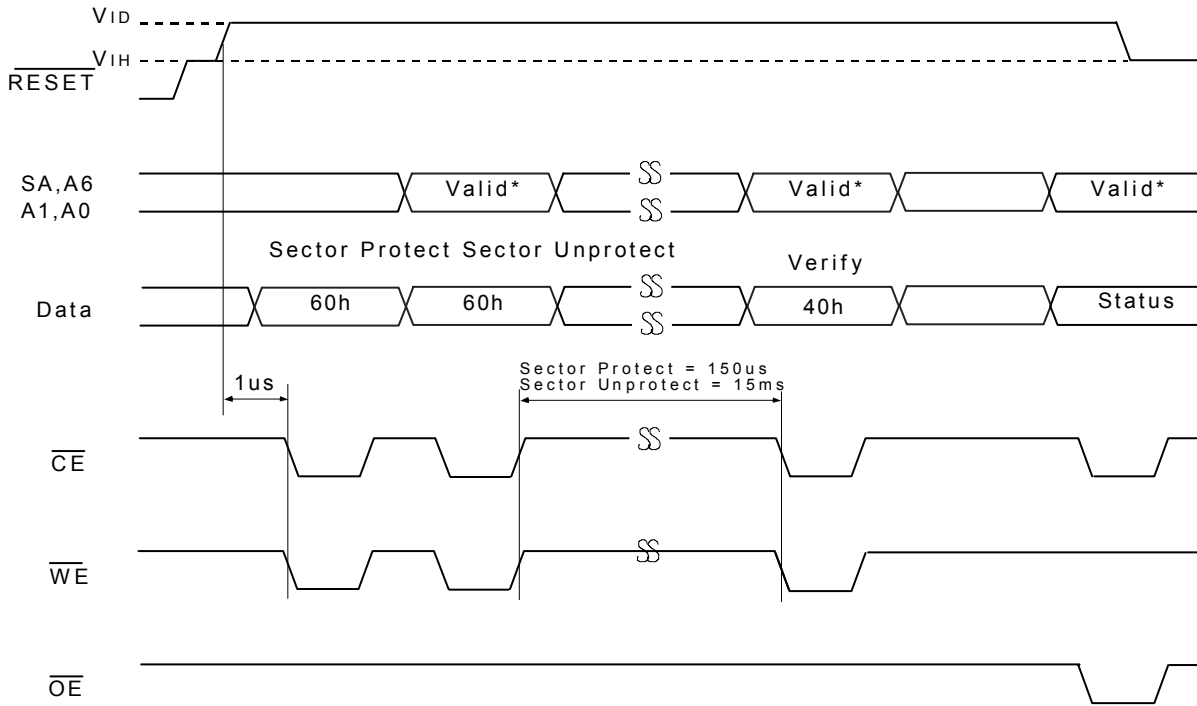 VID
VIH
RESET
SA,A6
A1,A0
Valid*
Valid*
Valid*
Sector Protect Sector Unprotect
Verify
Data
60h
60h
40h
Status
Sector Protect = 150us
Sector Unprotect = 15ms
1us
CE
WE
OE